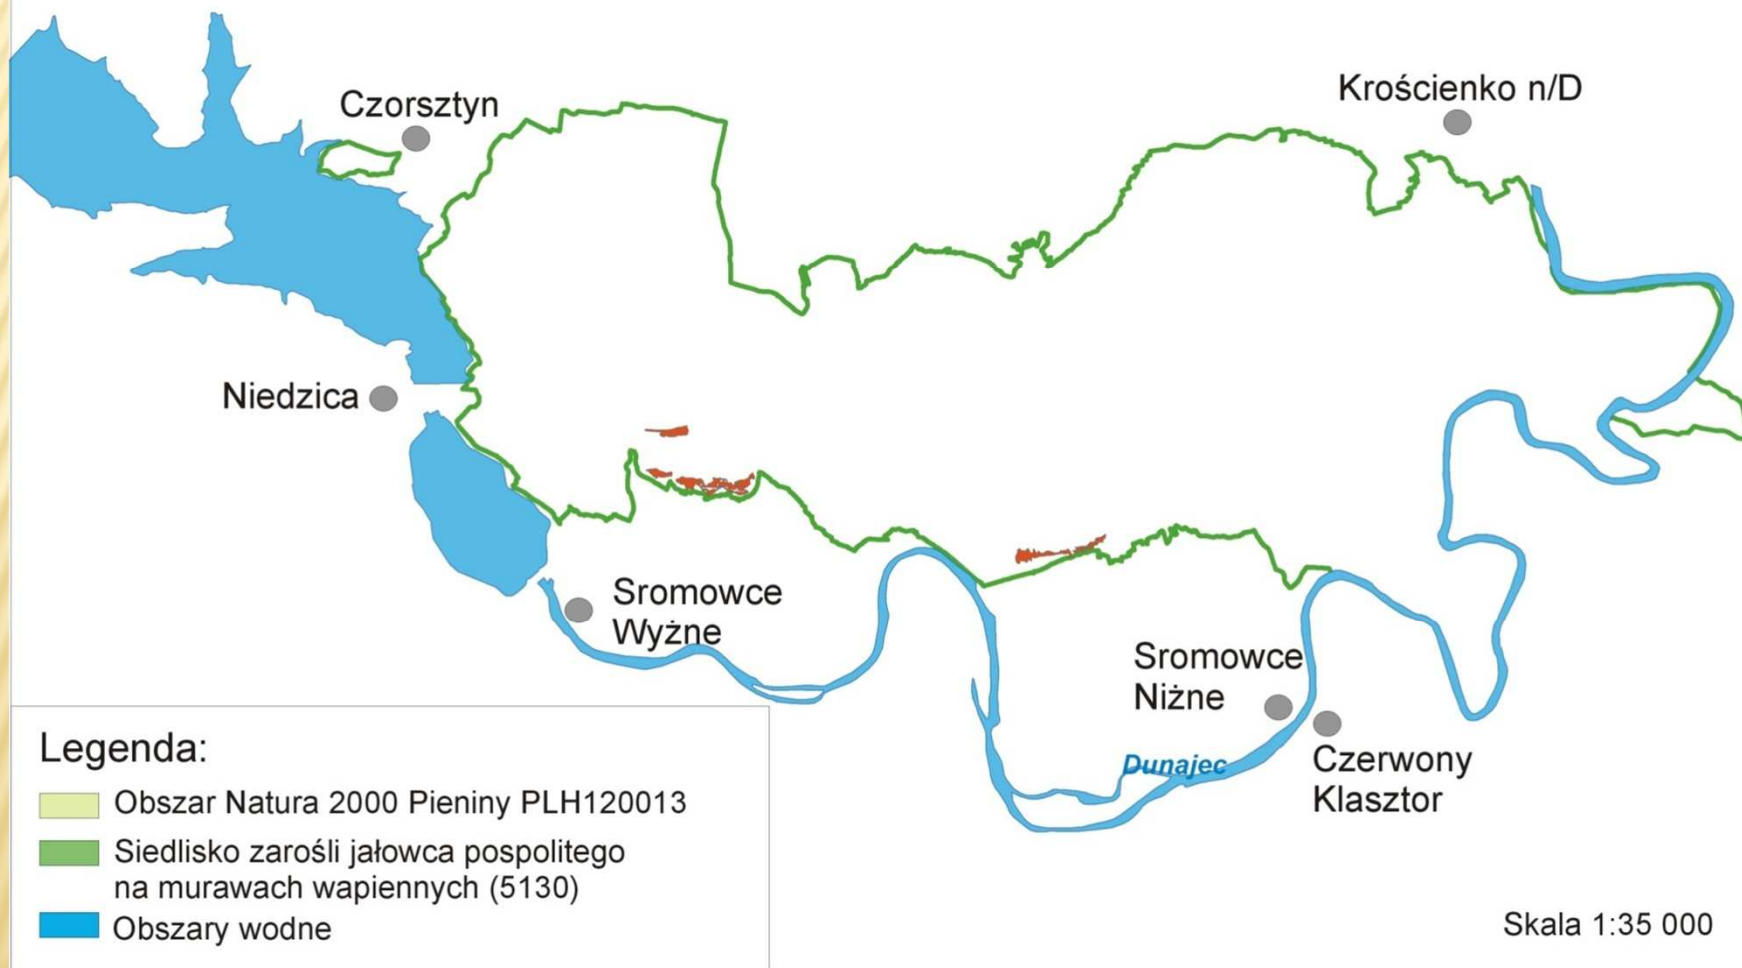 Czorsztyn
Krościenko n/D
Niedzica
Sromowce
Wyżne
Sromowce
Niżne
Dunajec
Czerwony
Klasztor
Legenda:
Obszar Natura 2000 Pieniny PLH120013
Siedlisko zarośli jałowca pospolitego
na murawach wapiennych (5130)
Obszary wodne
Skala 1:35 000